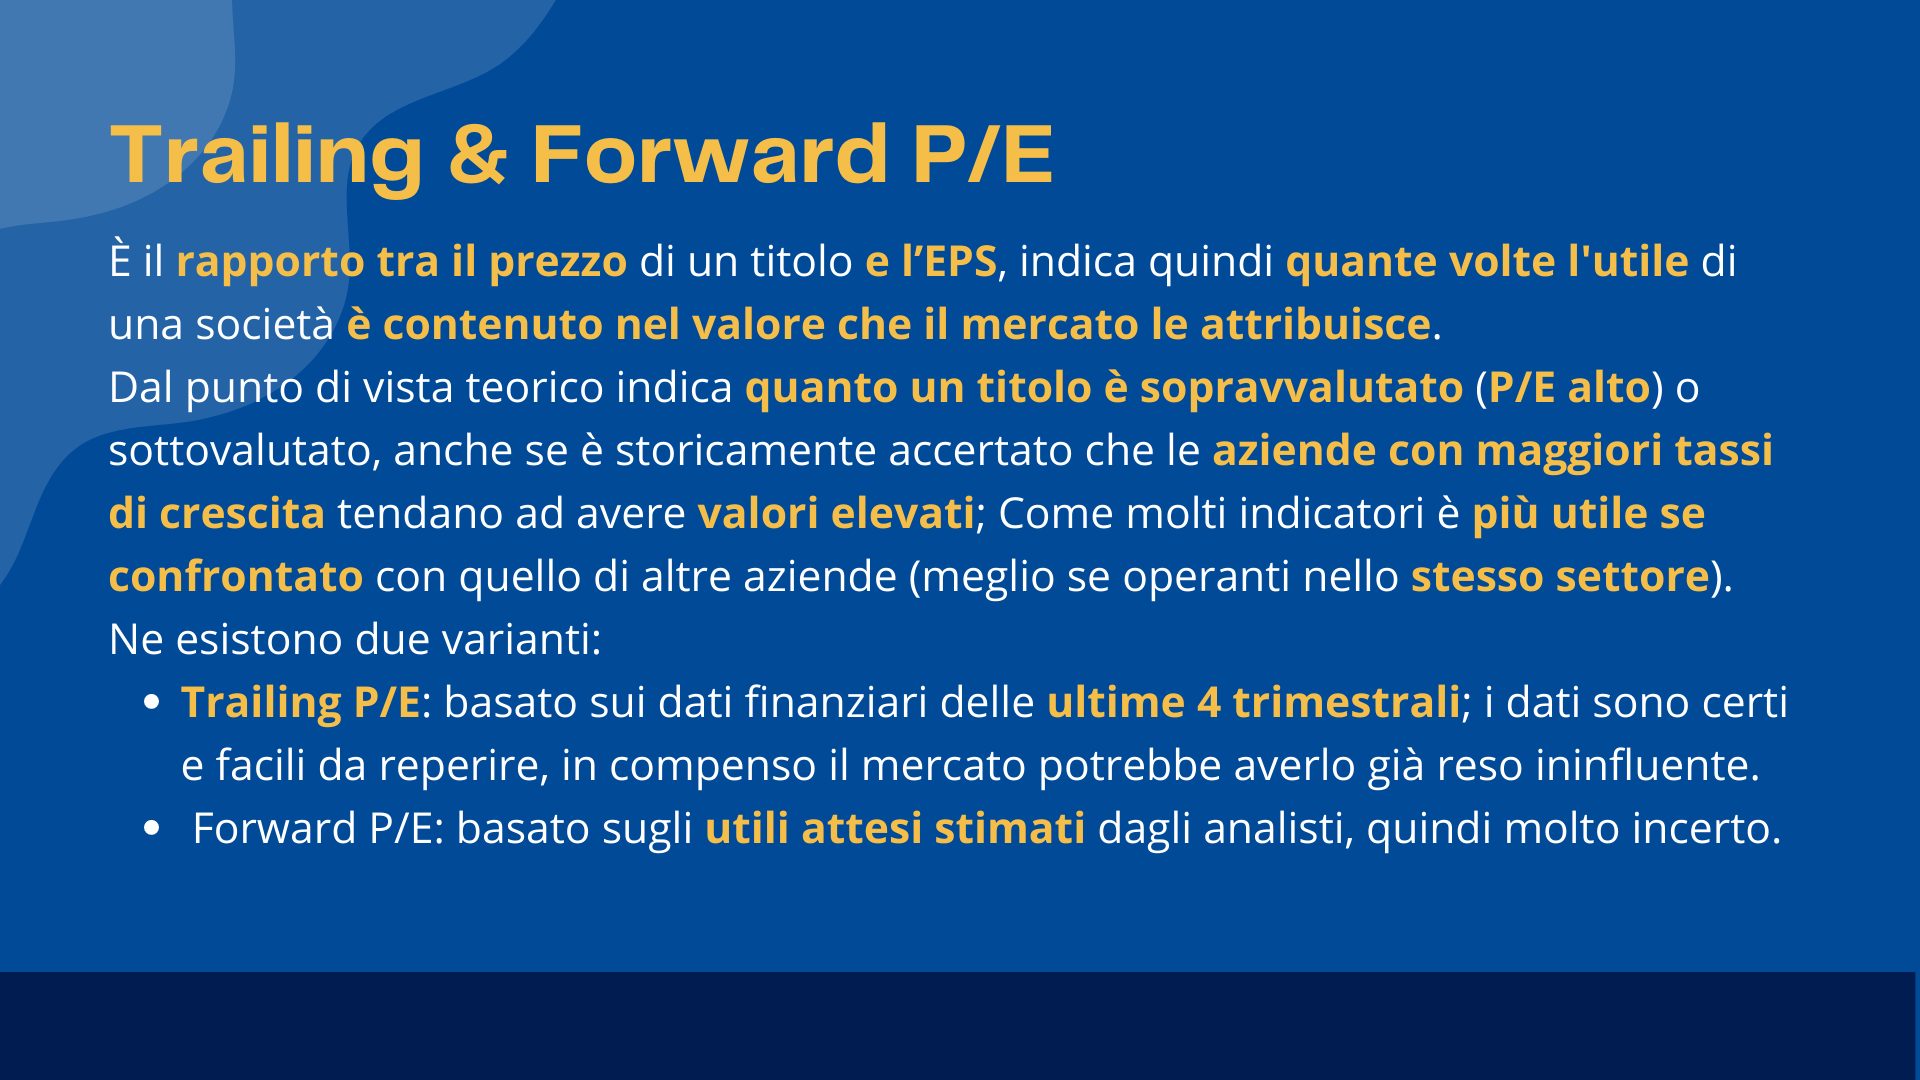 Trailing & Forward P/E
È il rapporto tra il prezzo di un titolo e l’EPS, indica quindi quante volte l'utile di
una società è contenuto nel valore che il mercato le attribuisce.
Dal punto di vista teorico indica quanto un titolo è sopravvalutato (P/E alto) o
sottovalutato, anche se è storicamente accertato che le aziende con maggiori tassi
di crescita tendano ad avere valori elevati; Come molti indicatori è più utile se
confrontato con quello di altre aziende (meglio se operanti nello stesso settore).
Ne esistono due varianti:
• Trailing P/E: basato sui dati finanziari delle ultime 4 trimestrali; i dati sono certi
e facili da reperire, in compenso il mercato potrebbe averlo già reso ininfluente.
• Forward P/E: basato sugli utili attesi stimati dagli analisti, quindi molto incerto.